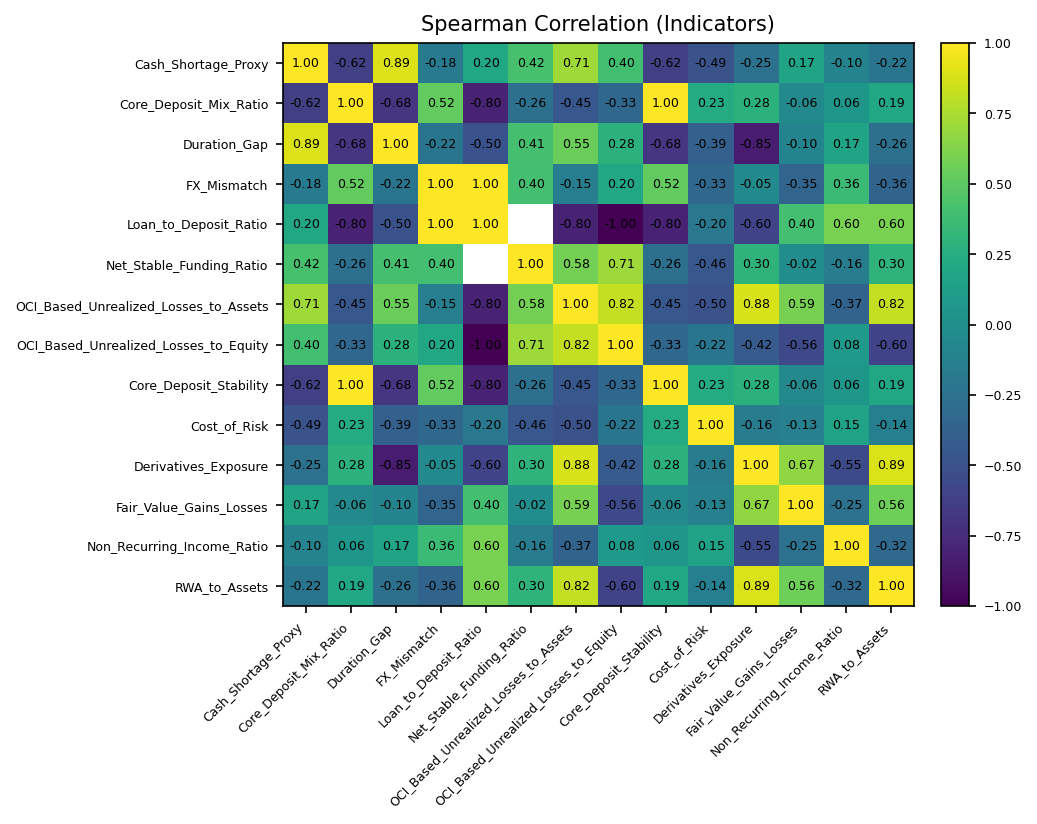 Spearman Correlation (Indicators)
Cash_Shortage_Proxy 1.00 -0.62 0.89 -0.18 0.20 0.42 0.71 0.40 -0.62 -0.49 -0.25 0.17 -0.10 -0.22
Core_Deposit_Mix_Ratio -0.62 1.00 -0.68 0.52 -0.80 -0.26 -0.45 -0.33 1.00 0.23 0.28 -0.06 0.06 0.19
Duration_Gap 0.89 -0.68 1.00 -0.22 -0.50 0.41 0.55 0.28 -0.68 -0.39 -0.85 -0.10 0.17 -0.26
FX_Mismatch -0.18 0.52 -0.22 1.00 1.00 0.40 -0.15 0.20 0.52 -0.33 -0.05 -0.35 0.36 -0.36
Loan_to_Deposit_Ratio 0.20 -0.80 -0.50 1.00 1.00 -0.80 -1.00 -0.80 -0.20 -0.60 0.40 0.60 0.60
Net_Stable_Funding_Ratio 0.42 -0.26 0.41 0.40 1.00 0.58 0.71 -0.26 -0.46 0.30 -0.02 -0.16 0.30
OCI_Based_Unrealized_Losses_to_Assets 0.71 -0.45 0.55 -0.15 -0.80 0.58 1.00 0.82 -0.45 -0.50 0.88 0.59 -0.37 0.82
OCI_Based_Unrealized_Losses_to_Equity 0.40 -0.33 0.28 0.20 -1.00 0.71 0.82 1.00 -0.33 -0.22 -0.42 -0.56 0.08 -0.60
Core_Deposit_Stability -0.62 1.00 -0.68 0.52 -0.80 -0.26 -0.45 -0.33 1.00 0.23 0.28 -0.06 0.06 0.19
Cost_of_Risk -0.49 0.23 -0.39 -0.33 -0.20 -0.46 -0.50 -0.22 0.23 1.00 -0.16 -0.13 0.15 -0.14
Derivatives_Exposure -0.25 0.28 -0.85 -0.05 -0.60 0.30 0.88 -0.42 0.28 -0.16 1.00 0.67 -0.55 0.89
Fair_Value_Gains_Losses 0.17 -0.06 -0.10 -0.35 0.40 -0.02 0.59 -0.56 -0.06 -0.13 0.67 1.00 -0.25 0.56
Non_Recurring_Income_Ratio -0.10 0.06 0.17 0.36 0.60 -0.16 -0.37 0.08 0.06 0.15 -0.55 -0.25 1.00 -0.32
RWA_to_Assets -0.22 0.19 -0.26 -0.36 0.60 0.30 0.82 -0.60 0.19 -0.14 0.89 0.56 -0.32 1.00
Cash_Shortage_Proxy
Core_Deposit_Mix_Ratio
Duration_Gap
FX_Mismatch
Loan_to_Deposit_Ratio
Net_Stable_Funding_Ratio
OCI_Based_Unrealized_Losses_to_Assets
OCI_Based_Unrealized_Losses_to_Equity
Core_Deposit_Stability
Cost_of_Risk
Derivatives_Exposure
Fair_Value_Gains_Losses
Non_Recurring_Income_Ratio
RWA_to_Assets
1.00
0.75
0.50
0.25
0.00
−0.25
−0.50
−0.75
−1.00